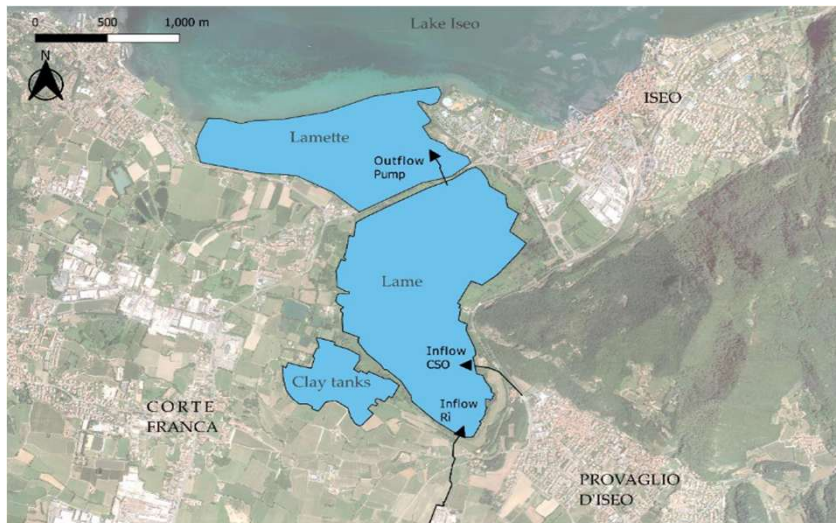 0 500 1,000 m
N
Lake Iseo
ISEO
Lamette
Outflow
Pump
Lame
Inflow
CSO
Clay tanks
Inflow
Rì
CORTE
FRANCA
PROVAGLIO
D'ISEO